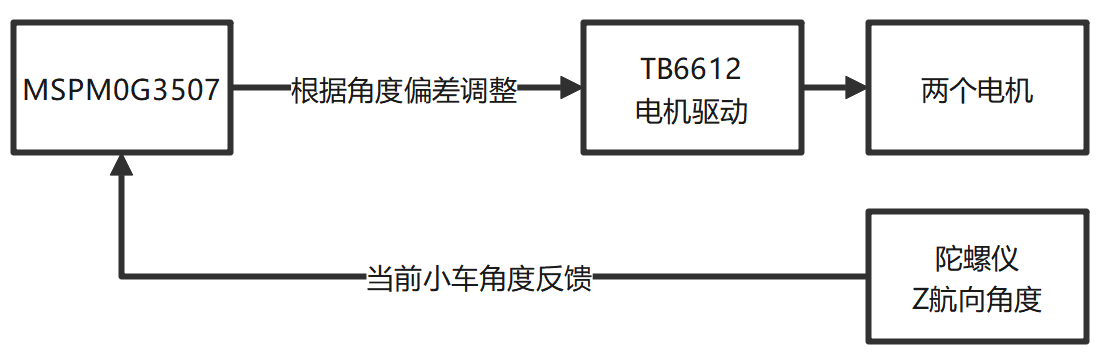 MSPM0G3507
根据角度偏差调整
TB6612
电机驱动
两个电机
当前小车角度反馈
陀螺仪
Z航向角度